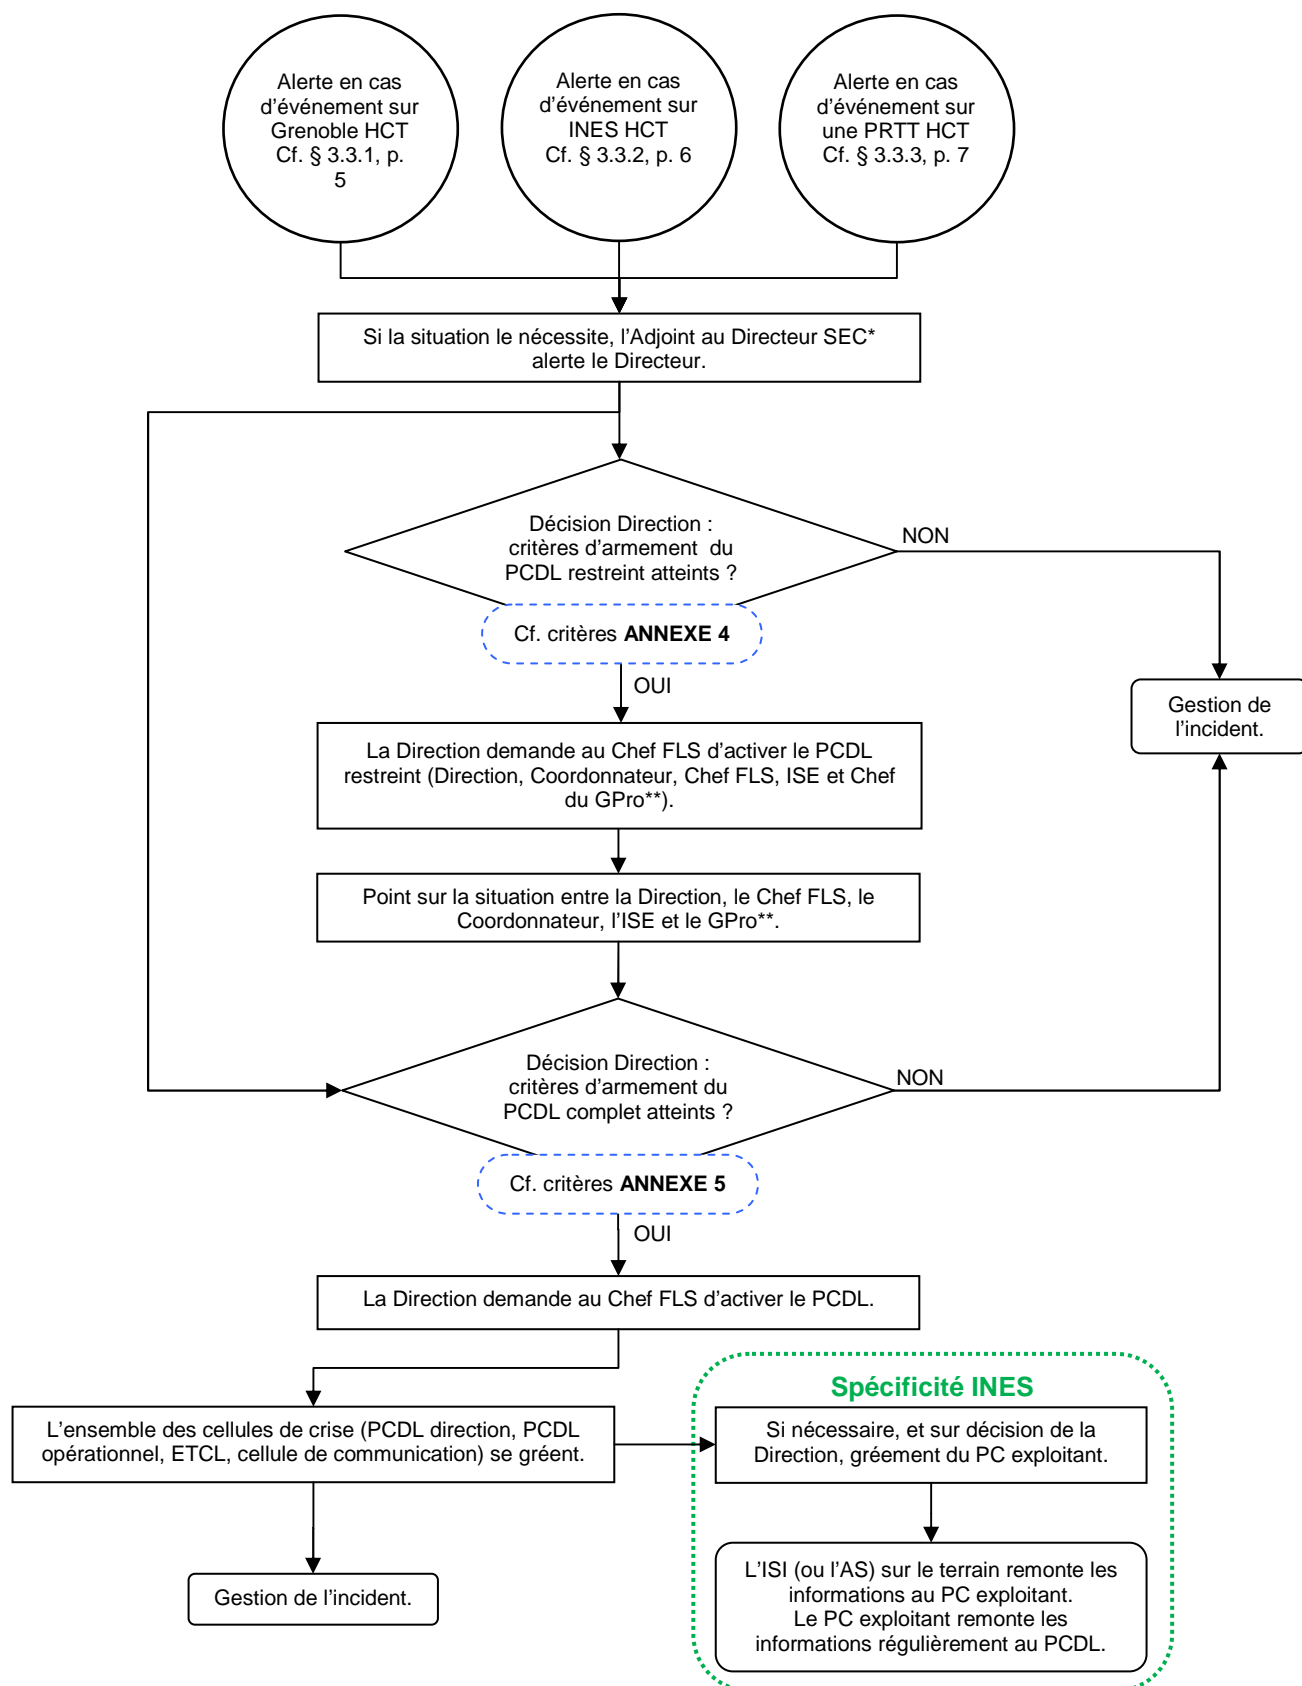 Alerte en cas
d'événement sur
Grenoble HCT
Cf. § 3.3.1, p.
5
Alerte en cas
d'événement sur
INES HCT
Cf. § 3.3.2, p. 6
Alerte en cas
d'événement sur
une PRTT HCT
Cf. § 3.3.3, p. 7
Si la situation le nécessite, l'Adjoint au Directeur SEC*
alerte le Directeur.
Décision Direction :
critères d'armement du
PCDL restreint atteints ?
NON
Cf. critères ANNEXE 4
OUI
Gestion de
l'incident.
La Direction demande au Chef FLS d'activer le PCDL
restreint (Direction, Coordonnateur, Chef FLS, ISE et Chef
du GPro**).
Point sur la situation entre la Direction, le Chef FLS, le
Coordonnateur, l'ISE et le GPro**.
Décision Direction :
critères d'armement du
PCDL complet atteints ?
NON
Cf. critères ANNEXE 5
OUI
La Direction demande au Chef FLS d'activer le PCDL.
L'ensemble des cellules de crise (PCDL direction, PCDL
opérationnel, ETCL, cellule de communication) se gréent.
Gestion de l'incident.
Spécificité INES
Si nécessaire, et sur décision de la
Direction, gréement du PC exploitant.
L'ISI (ou l'AS) sur le terrain remonte les
informations au PC exploitant.
Le PC exploitant remonte les
informations régulièrement au PCDL.